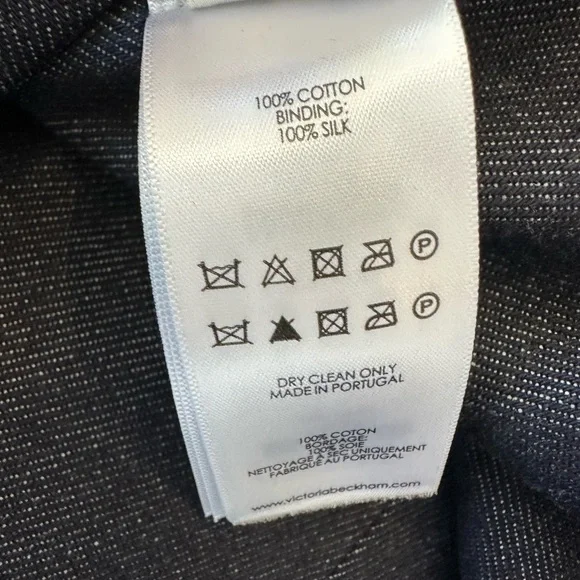 100% COTTON
BINDING:
100% SILK
P
P
DRY CLEAN ONLY
MADE IN PORTUGAL
100% COTON
BORDAGE:
100% SOIE
NETTOYAGE A SEC UNIQUEMENT
FABRIQUE AU PORTUGAL
www.victoriabeckham.com